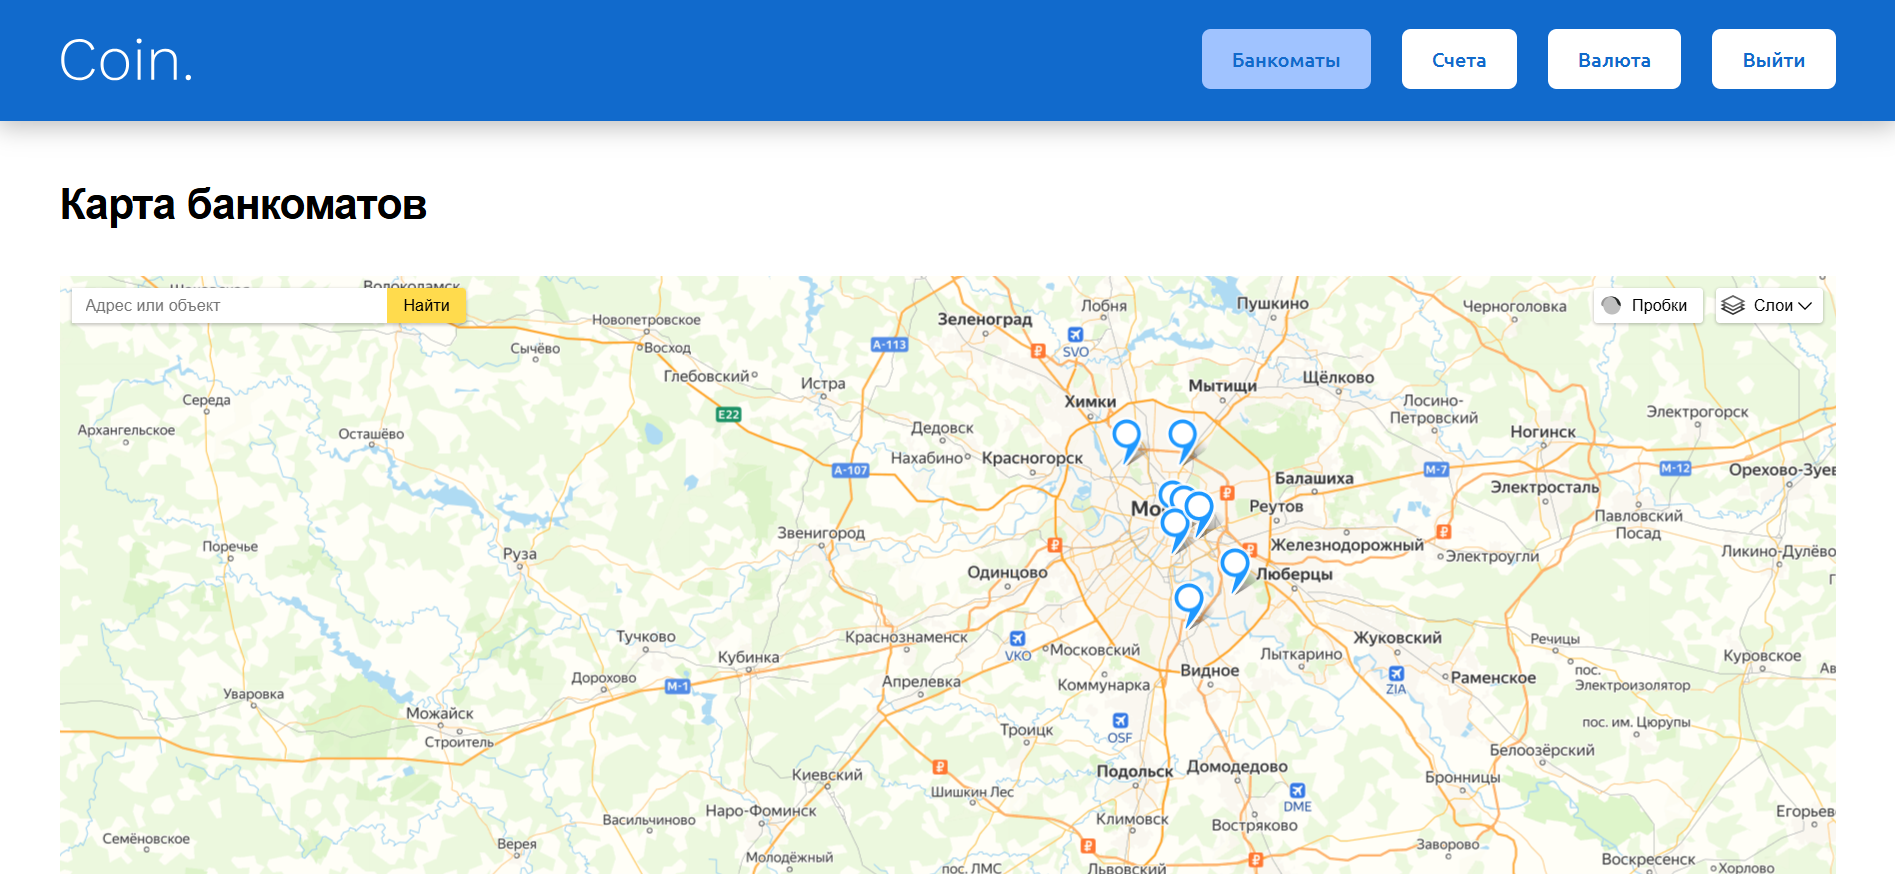 Coin.
Банкоматы
Счета
Валюта
Выйти
Карта банкоматов
Адрес или объект
Найти
Пробки
Слои
Волоколамск
Лобня
Пушкино
Черноголовка
Зеленоград
Новопетровское
SVO
А-113
Сычёво
Восход
Глебовский
Истра
Мытищи
Щёлково
Химки
Лосино-
Петровский
Электрогорск
Середа
E22
Архангельское
Осташёво
Дедовск
Ногинск
Нахабино
Красногорск
А-107
М-7
М-12
Орехово-Зуев
Балашиха
Электросталь
Реутов
Павловский
Посад
Звенигород
Поречье
Руза
Железнодорожный
Электроугли
Ликино-Дулёво
Одинцово
Люберцы
Тучково
Краснознаменск
Жуковский
Речицы
VKO
Московский
Кубинка
Видное
Лыткарино
Куровское
Ав
Дорохово
М-1
Апрелевка
Коммунарка
ZIA
Раменское
пос.
Электроизолятор
Уваровка
Можайск
Строитель
Троицк
OSF
пос. им. Цюрупы
Белоозёрский
Киевский
Подольск
Домодедово
Бронницы
Шишкин Лес
DME
Наро-Фоминск
Васильчиново
Климовск
Востряково
Егорьев
Семёновское
Верея
Молодёжный
Заворово
Воскресенск
пос. ЛМС
Львовский
Хорлово